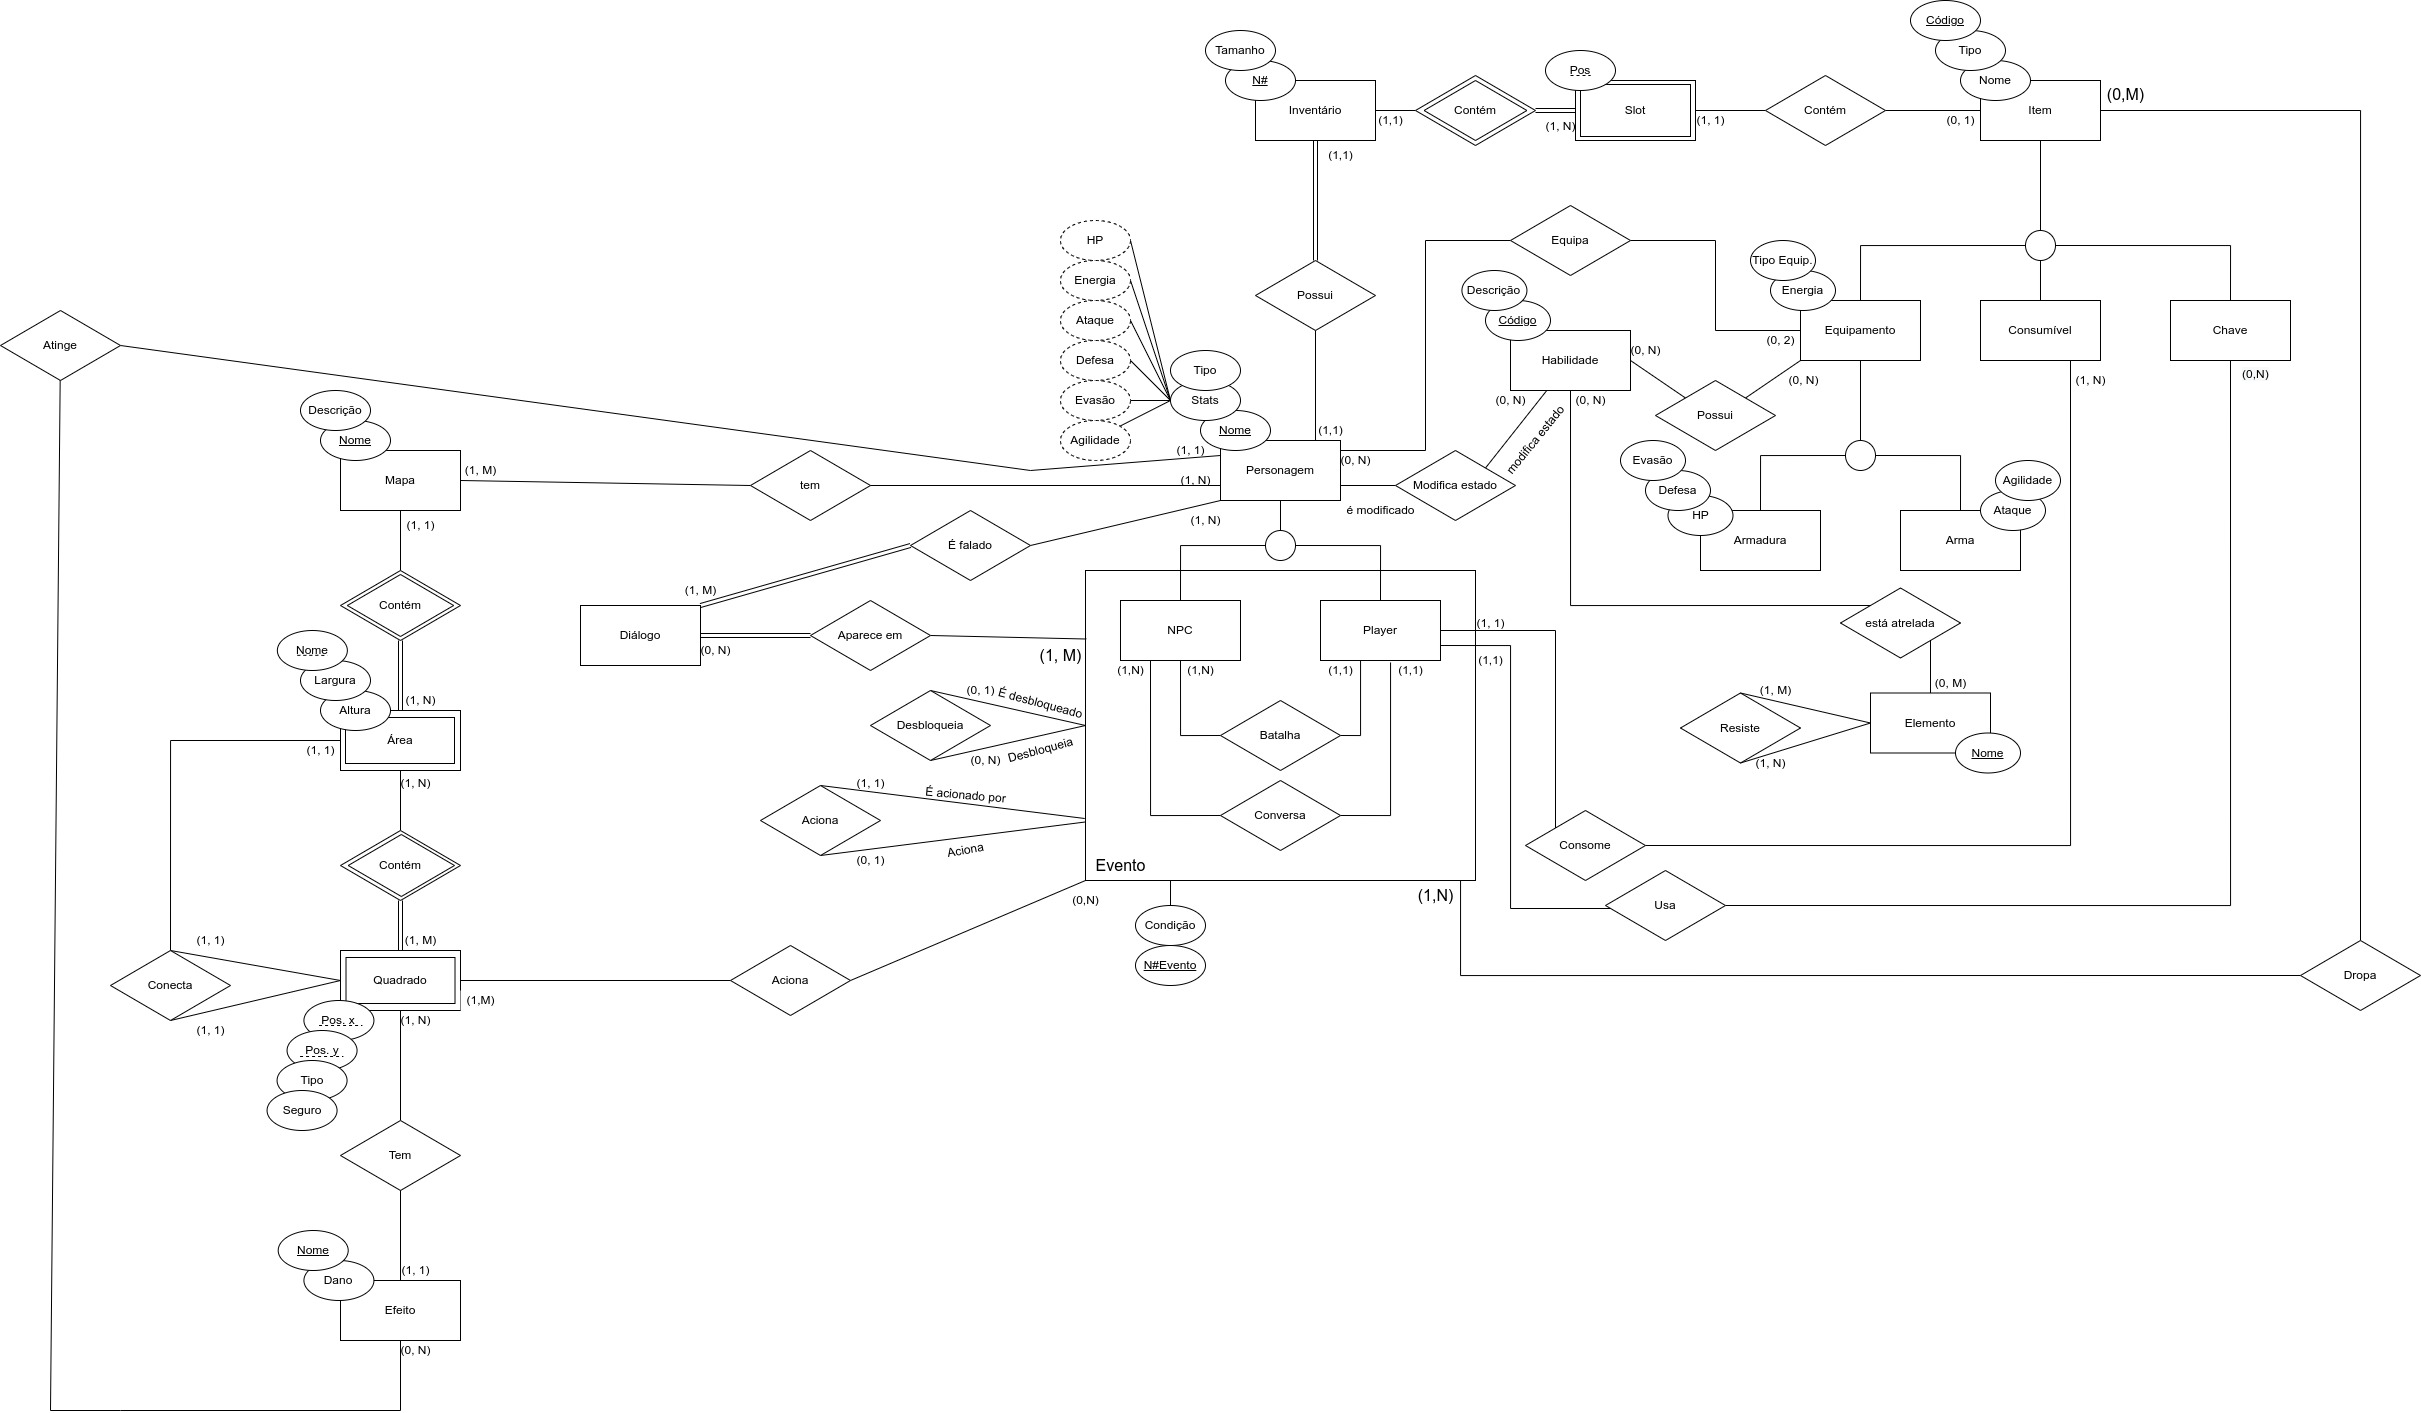 Código
Tipo
Nome
Item
(0,M)
Tamanho
N#
Inventário
(1,1)
(1,1)
Contém
Pos
Slot
(1, N)
(1, 1)
Contém
(0, 1)
HP
Energia
Ataque
Defesa
Evasão
Agilidade
Possui
Equipa
Tipo Equip.
Energia
Equipamento
(0, 2)
(0, N)
Consumível
(1, N)
Chave
(0,N)
Descrição
Código
Habilidade
(0, N)
(0, N)
(0, N)
Possui
modifica estado
Atinge
Tipo
Stats
Nome
(1,1)
(1, 1)
Personagem
(0, N)
(1, N)
(1, N)
Modifica estado
é modificado
Descrição
Nome
Mapa
(1, M)
(1, 1)
tem
Evasão
Defesa
HP
Armadura
Agilidade
Ataque
Arma
É falado
(1, M)
Diálogo
(0, N)
Aparece em
(1, M)
NPC
Player
(1, 1)
(1,1)
(1,N)
(1,N)
(1,1)
(1,1)
está atrelada
(0, M)
Elemento
Nome
Resiste
(1, M)
(1, N)
Contém
Nome
Largura
Altura
(1, N)
Área
(1, 1)
(1, N)
Desbloqueia
(0, 1)
É desbloqueado
(0, N)
Desbloqueia
Batalha
Aciona
(1, 1)
É acionado por
(0, 1)
Aciona
Conversa
Evento
Consome
Contém
(0,N)
(1,N)
Usa
Condição
N#Evento
(1, 1)
Conecta
(1, 1)
(1, M)
Quadrado
(1,M)
(1, N)
Aciona
Dropa
Pos. x
Pos. y
Tipo
Seguro
Tem
Nome
Dano
(1, 1)
Efeito
(0, N)